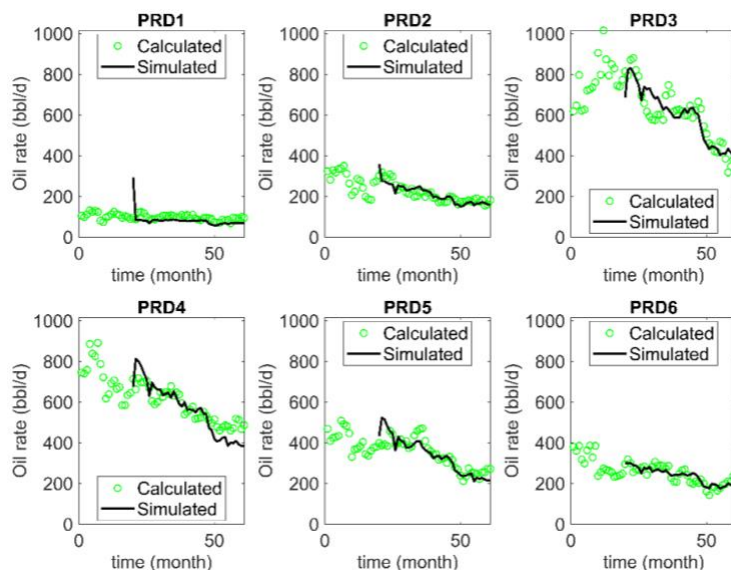 PRD1
PRD2
PRD3
1000
800
600
400
200
0
Oil rate (bbl/d)
Calculated
Simulated
0
50
time (month)
1000
800
600
400
200
0
Oil rate (bbl/d)
Calculated
Simulated
0
50
time (month)
1000
800
600
400
200
0
Oil rate (bbl/d)
Calculated
Simulated
0
50
time (month)
PRD4
PRD5
PRD6
1000
800
600
400
200
0
Oil rate (bbl/d)
Calculated
Simulated
0
50
time (month)
1000
800
600
400
200
0
Oil rate (bbl/d)
Calculated
Simulated
0
50
time (month)
1000
800
600
400
200
0
Oil rate (bbl/d)
Calculated
Simulated
0
50
time (month)